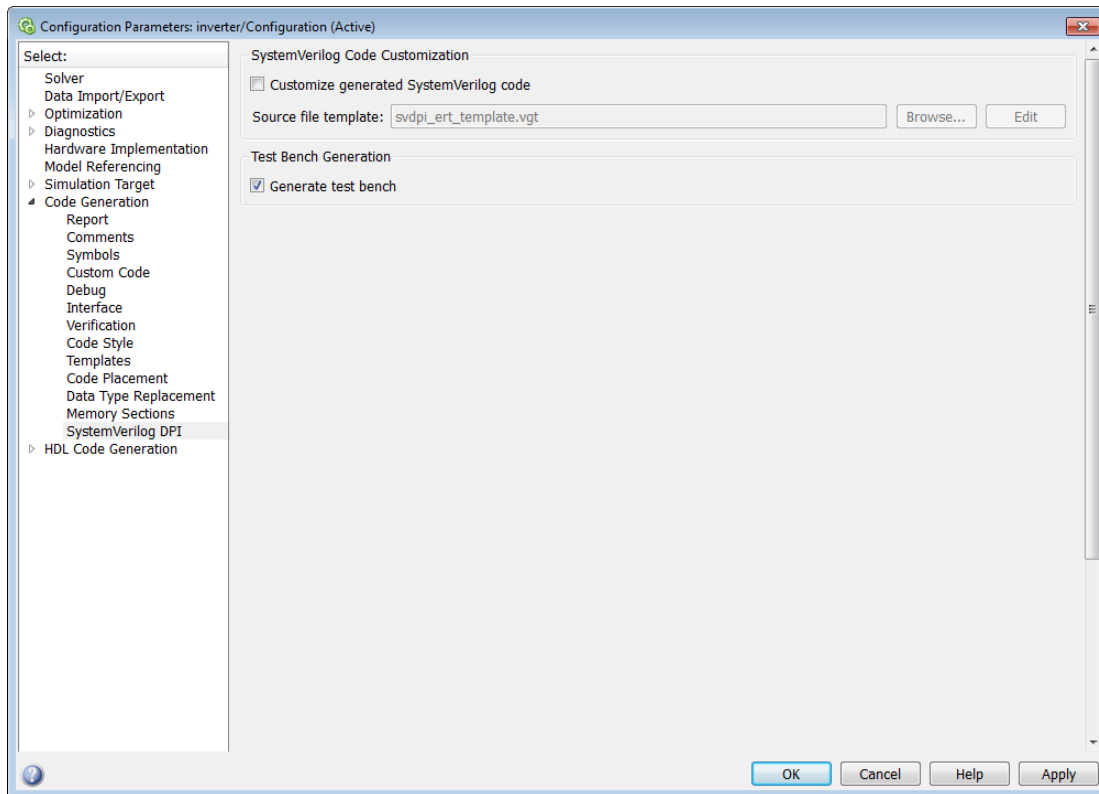 Configuration Parameters: inverter/Configuration (Active)
Select:
Solver
Data Import/Export
Optimization
Diagnostics
Hardware Implementation
Model Referencing
Simulation Target
Code Generation
Report
Comments
Symbols
Custom Code
Debug
Interface
Verification
Code Style
Templates
Code Placement
Data Type Replacement
Memory Sections
SystemVerilog DPI
HDL Code Generation
SystemVerilog Code Customization
Customize generated SystemVerilog code
Source file template: svdpi_ert_template.vgt Browse... Edit
Test Bench Generation
Generate test bench
? OK Cancel Help Apply